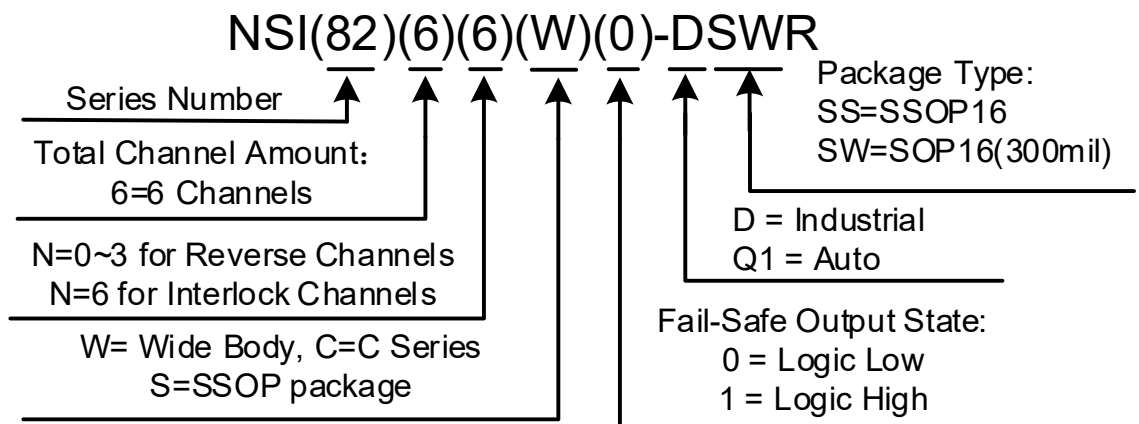 NSI(82)(6)(6)(W)(0)-DSWR
Series Number
Total Channel Amount：
6=6 Channels
N=0~3 for Reverse Channels
N=6 for Interlock Channels
W= Wide Body, C=C Series
S=SSOP package
Package Type:
SS=SSOP16
SW=SOP16(300mil)
D = Industrial
Q1 = Auto
Fail-Safe Output State:
0 = Logic Low
1 = Logic High